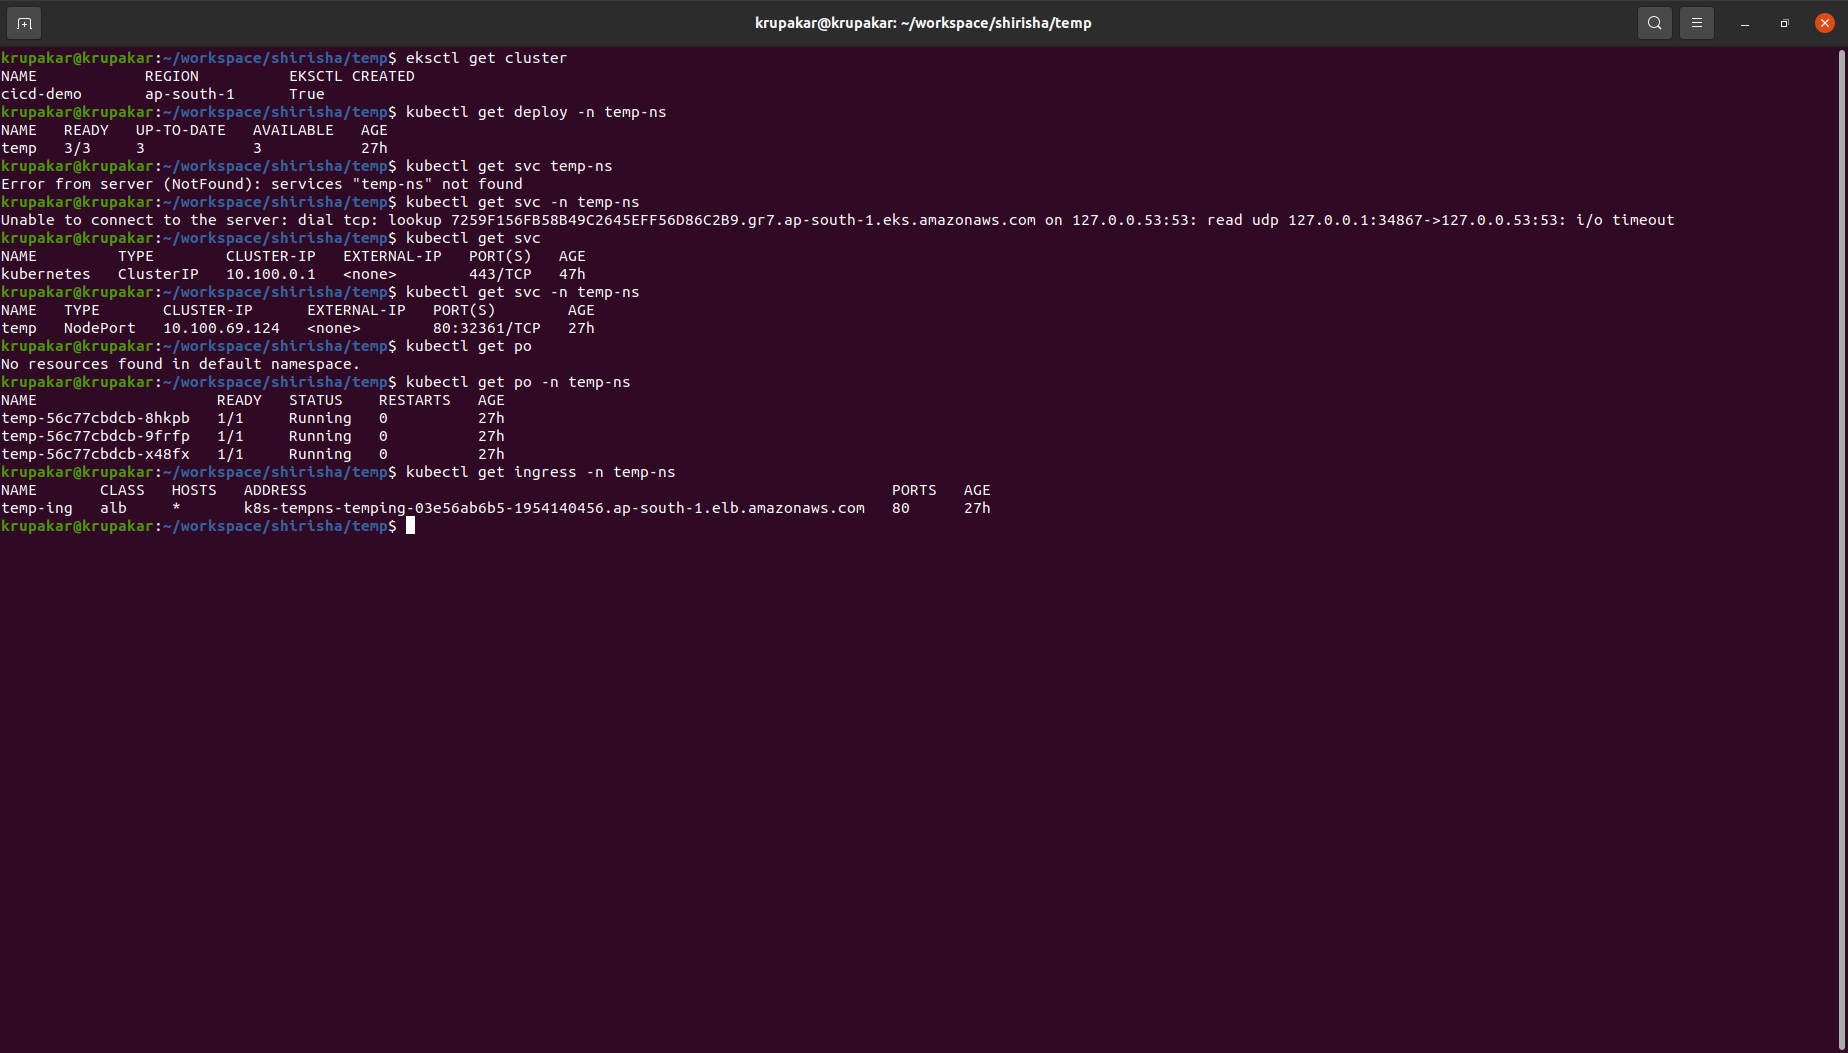 krupakar@krupakar: ~/workspace/shirisha/temp
krupakar@krupakar:~/workspace/shirisha/temp$ eksctl get cluster
NAME            REGION          EKSCTL CREATED
cicd-demo       ap-south-1      True
krupakar@krupakar:~/workspace/shirisha/temp$ kubectl get deploy -n temp-ns
NAME   READY   UP-TO-DATE   AVAILABLE   AGE
temp   3/3     3            3           27h
krupakar@krupakar:~/workspace/shirisha/temp$ kubectl get svc temp-ns
Error from server (NotFound): services "temp-ns" not found
krupakar@krupakar:~/workspace/shirisha/temp$ kubectl get svc -n temp-ns
Unable to connect to the server: dial tcp: lookup 7259F156FB58B49C2645EFF56D86C2B9.gr7.ap-south-1.eks.amazonaws.com on 127.0.0.53:53: read udp 127.0.0.1:34867->127.0.0.53:53: i/o timeout
krupakar@krupakar:~/workspace/shirisha/temp$ kubectl get svc
NAME         TYPE        CLUSTER-IP   EXTERNAL-IP   PORT(S)   AGE
kubernetes   ClusterIP   10.100.0.1   <none>        443/TCP   47h
krupakar@krupakar:~/workspace/shirisha/temp$ kubectl get svc -n temp-ns
NAME   TYPE       CLUSTER-IP      EXTERNAL-IP   PORT(S)        AGE
temp   NodePort   10.100.69.124   <none>        80:32361/TCP   27h
krupakar@krupakar:~/workspace/shirisha/temp$ kubectl get po
No resources found in default namespace.
krupakar@krupakar:~/workspace/shirisha/temp$ kubectl get po -n temp-ns
NAME                    READY   STATUS    RESTARTS   AGE
temp-56c77cbdcb-8hkpb   1/1     Running   0          27h
temp-56c77cbdcb-9frfp   1/1     Running   0          27h
temp-56c77cbdcb-x48fx   1/1     Running   0          27h
krupakar@krupakar:~/workspace/shirisha/temp$ kubectl get ingress -n temp-ns
NAME       CLASS   HOSTS   ADDRESS                                                                 PORTS   AGE
temp-ing   alb     *       k8s-tempns-temping-03e56ab6b5-1954140456.ap-south-1.elb.amazonaws.com   80      27h
krupakar@krupakar:~/workspace/shirisha/temp$